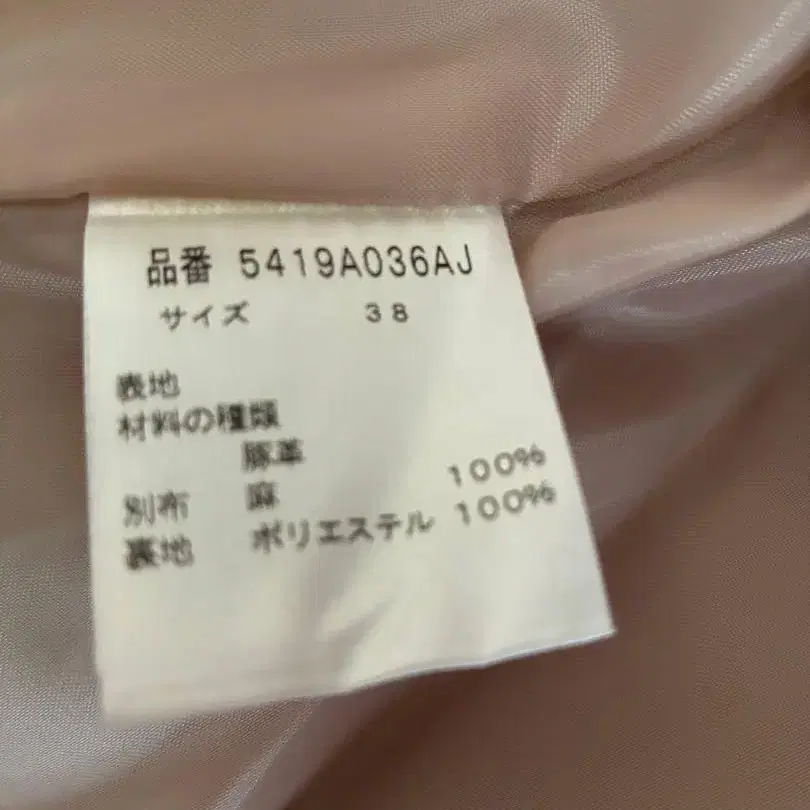 品番 5419A036AJ
サイズ 38
表地
材料の種類
豚革
別布 麻 100%
裏地 ポリエステル 100%